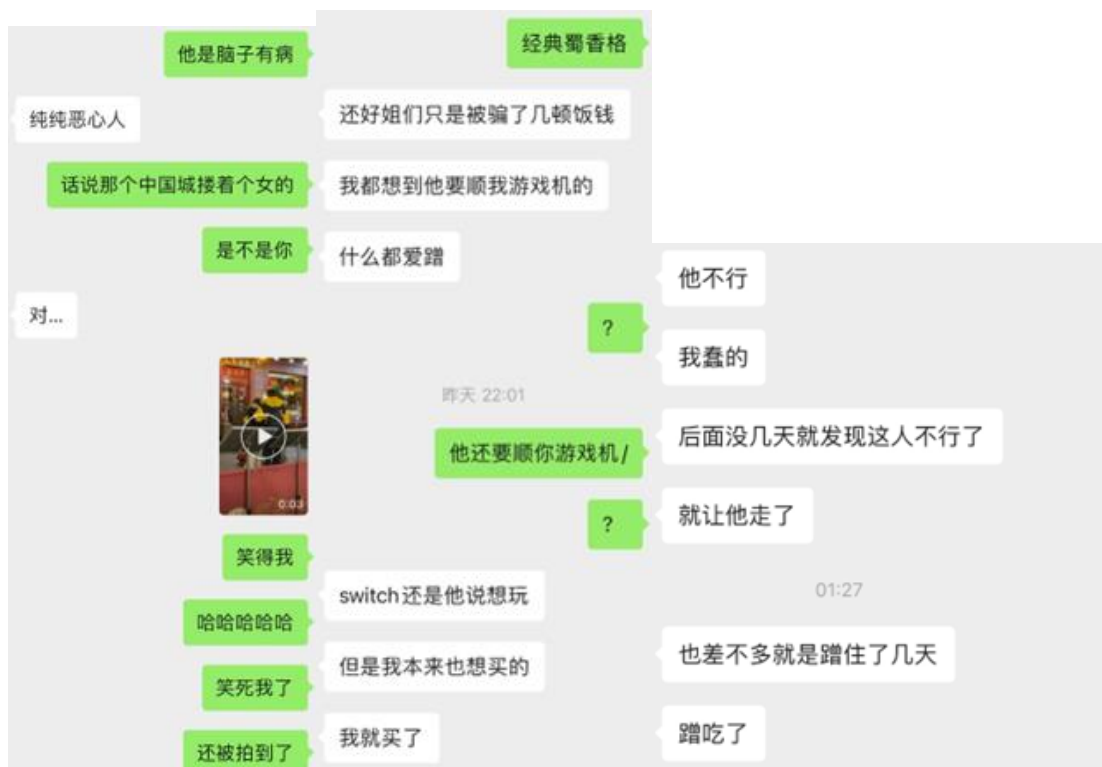 他是脑子有病
纯纯恶心人
话说那个中国城搂着个女的
是不是你
对...
0:03
笑得我
哈哈哈哈哈
笑死我了
还被拍到了
经典蜀香格
还好姐们只是被骗了几顿饭钱
我都想到他要顺我游戏机的
什么都爱蹭
?
昨天 22:01
他还要顺你游戏机/
?
switch还是他说想玩
但是我本来也想买的
我就买了
他不行
我蠢的
后面没几天就发现这人不行了
就让他走了
01:27
也差不多就是蹭住了几天
蹭吃了